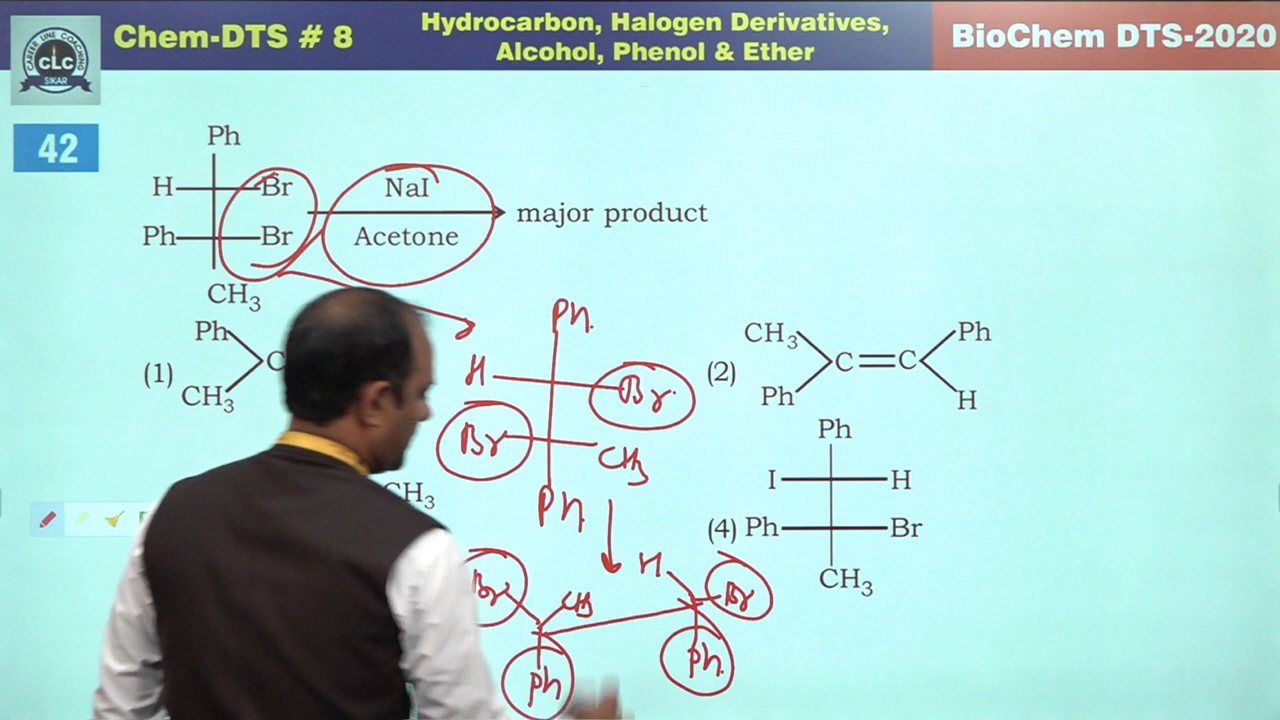 CAREER LINE COACHING
CLC
SIKAR
Chem-DTS # 8
Hydrocarbon, Halogen Derivatives,
Alcohol, Phenol & Ether
BioChem DTS-2020
42
Ph
H Br
Ph Br
CH₃
NaI
Acetone
major product
(1) Ph C
CH₃
(2) CH₃ C=C Ph
Ph H
CH₃
(4) Ph
I H
Ph Br
CH₃
Ph
H Br
Br CH₃
Ph
Br CH₃ H Br
Ph Ph